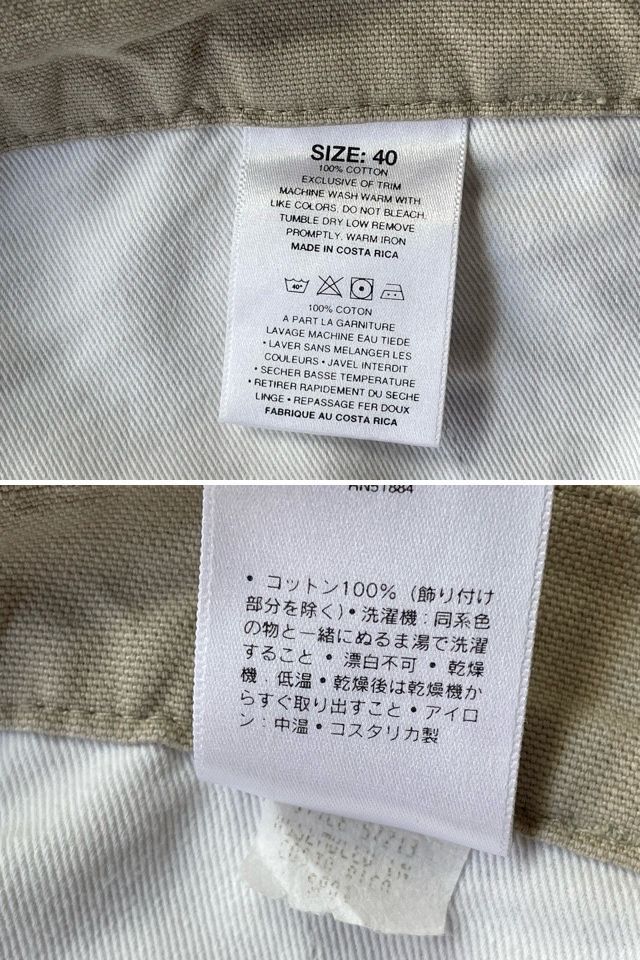 SIZE: 40
100% COTTON
EXCLUSIVE OF TRIM
MACHINE WASH WARM WITH
LIKE COLORS, DO NOT BLEACH.
TUMBLE DRY LOW REMOVE
PROMPTLY, WARM IRON
MADE IN COSTA RICA
40°
100% COTON
A PART LA GARNITURE
LAVAGE MACHINE EAU TIEDE
• LAVER SANS MELANGER LES
COULEURS • JAVEL INTERDIT
• SECHER BASSE TEMPERATURE
• RETIRER RAPIDEMENT DU SECHE
LINGE • REPASSAGE FER DOUX
FABRIQUE AU COSTA RICA
RN51884
• コットン100% (飾り付け
部分を除く)• 洗濯機:同系色
の物と一緒にぬるま湯で洗濯
すること • 漂白不可 • 乾燥
機:低温 • 乾燥後は乾燥機か
らすぐ取り出すこと • アイロ
ン:中温 • コスタリカ製